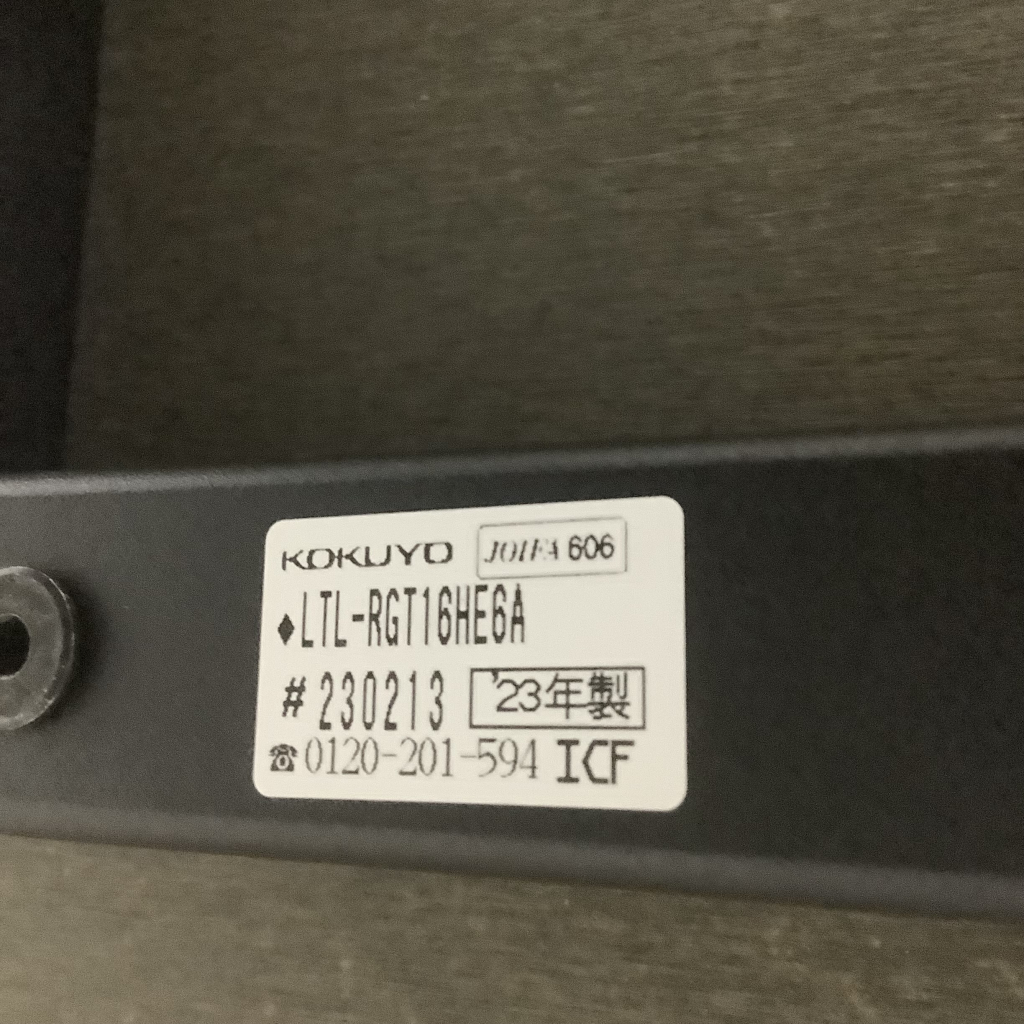 KOKUYO JOIFA 606
♦LTL-RGT16HE6A
#230213 '23年製
☎0120-201-594 ICF